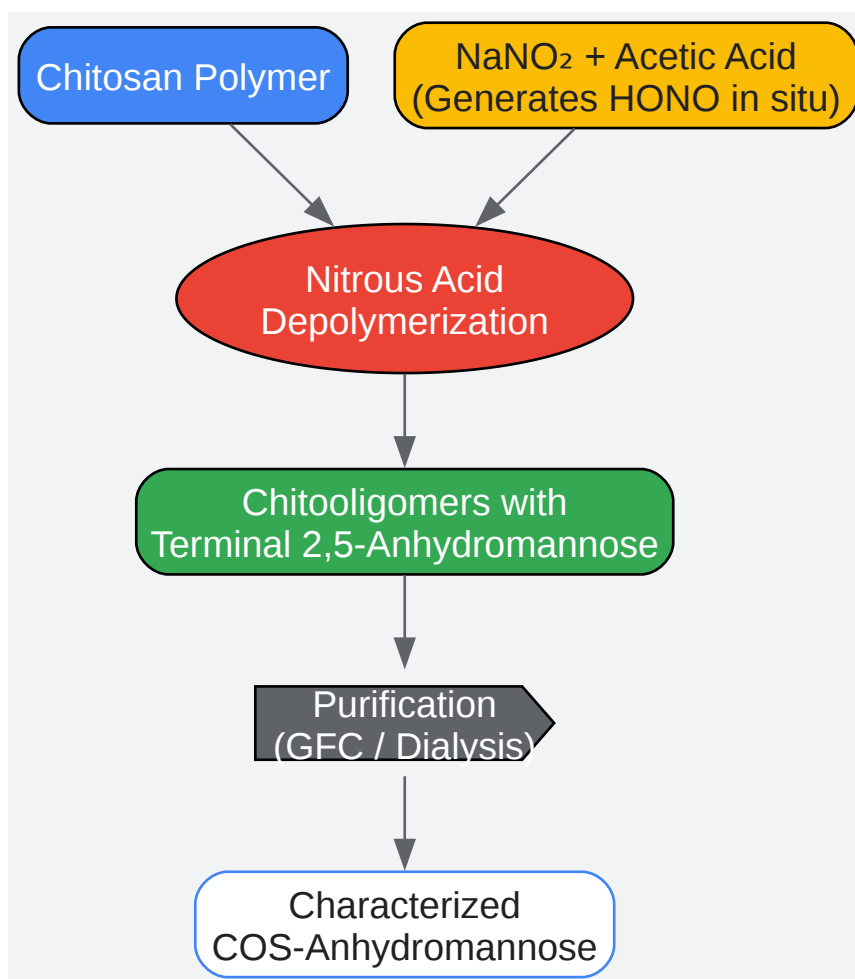 Chitosan Polymer
NaNO₂ + Acetic Acid
(Generates HONO in situ)
Nitrous Acid
Depolymerization
Chitooligomers with
Terminal 2,5-Anhydromannose
Purification
(GFC / Dialysis)
Characterized
COS-Anhydromannose